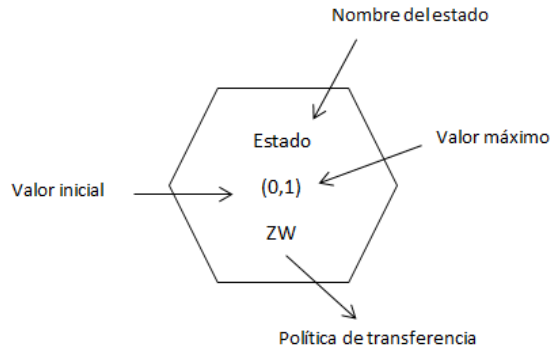 Nombre del estado
Estado
Valor máximo
Valor inicial
(0,1)
ZW
Política de transferencia